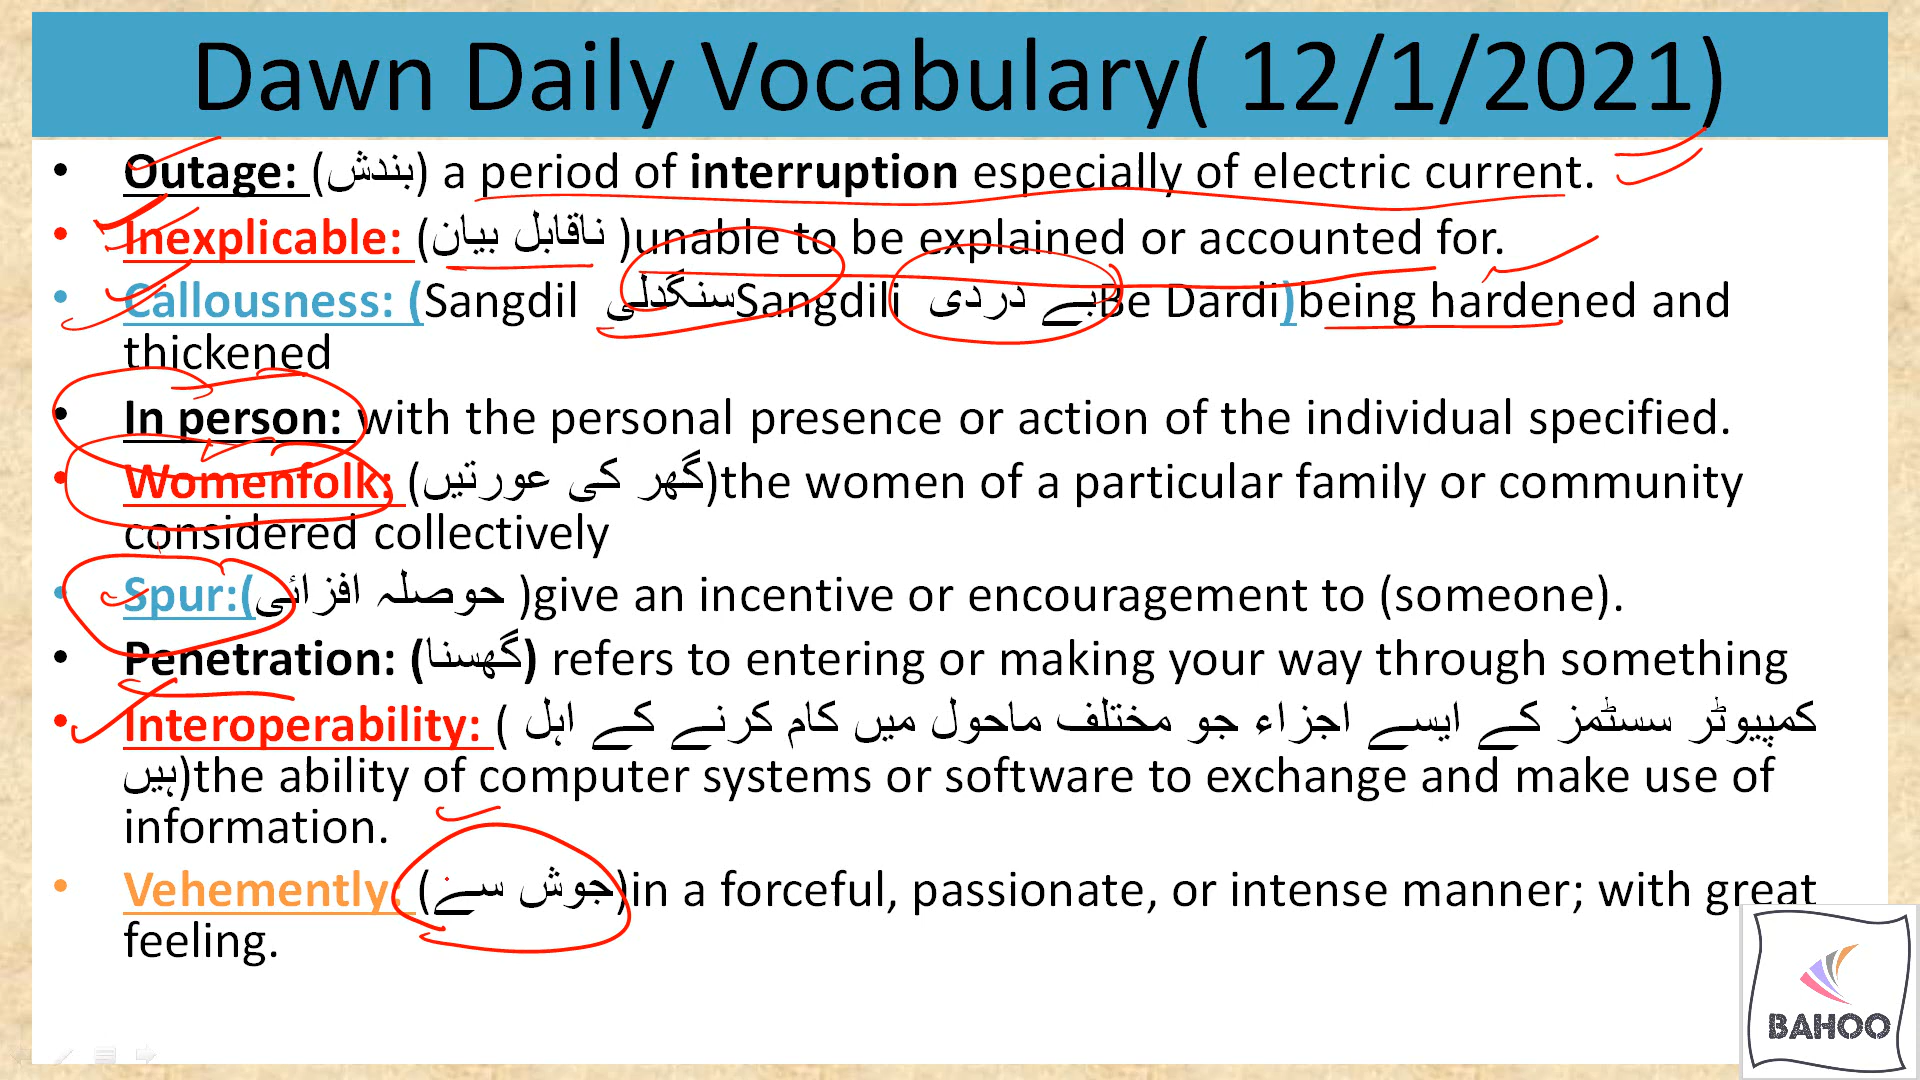 Dawn Daily Vocabulary( 12/1/2021)
• Outage: (بندش) a period of interruption especially of electric current.
• Inexplicable: (ناقابل بیان )unable to be explained or accounted for.
• Callousness: (Sangdil سنگدلی Sangdili بے دردی Be Dardi)being hardened and
thickened
• In person: with the personal presence or action of the individual specified.
• Womenfolk: (گھر کی عورتیں)the women of a particular family or community
considered collectively
• Spur:(حوصلہ افزائی )give an incentive or encouragement to (someone).
• Penetration: (گھسنا) refers to entering or making your way through something
• Interoperability: ( کمپیوٹر سسٹمز کے ایسے اجزاء جو مختلف ماحول میں کام کرنے کے اہل
ہیں)the ability of computer systems or software to exchange and make use of
information.
• Vehemently: (جوش سے)in a forceful, passionate, or intense manner; with great
feeling.
BAHOO